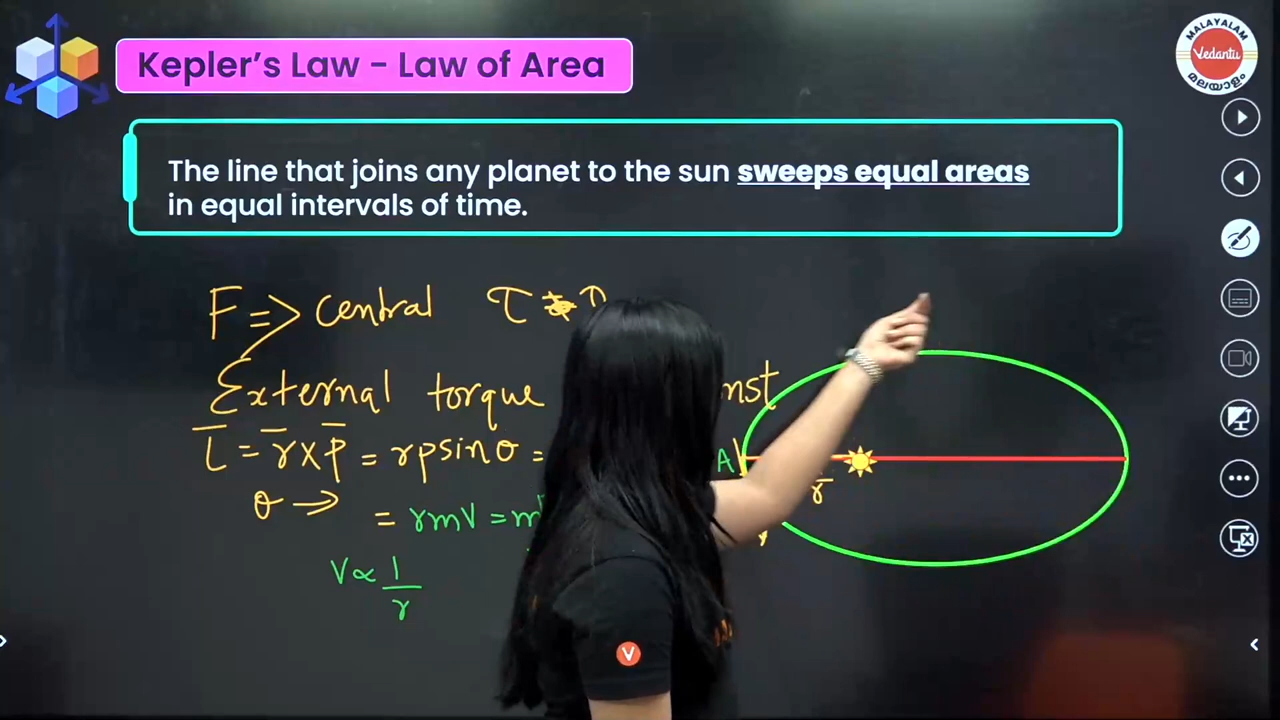 Kepler's Law - Law of Area
MALAYALAM
Vedantu
മലയാളം
The line that joins any planet to the sun sweeps equal areas
in equal intervals of time.
F => central τ
External torque nst
L̅ = r̅ x p̅ = rpsinθ =
θ →
= rmv = m
V ∝ 1/r
A
r̅
V